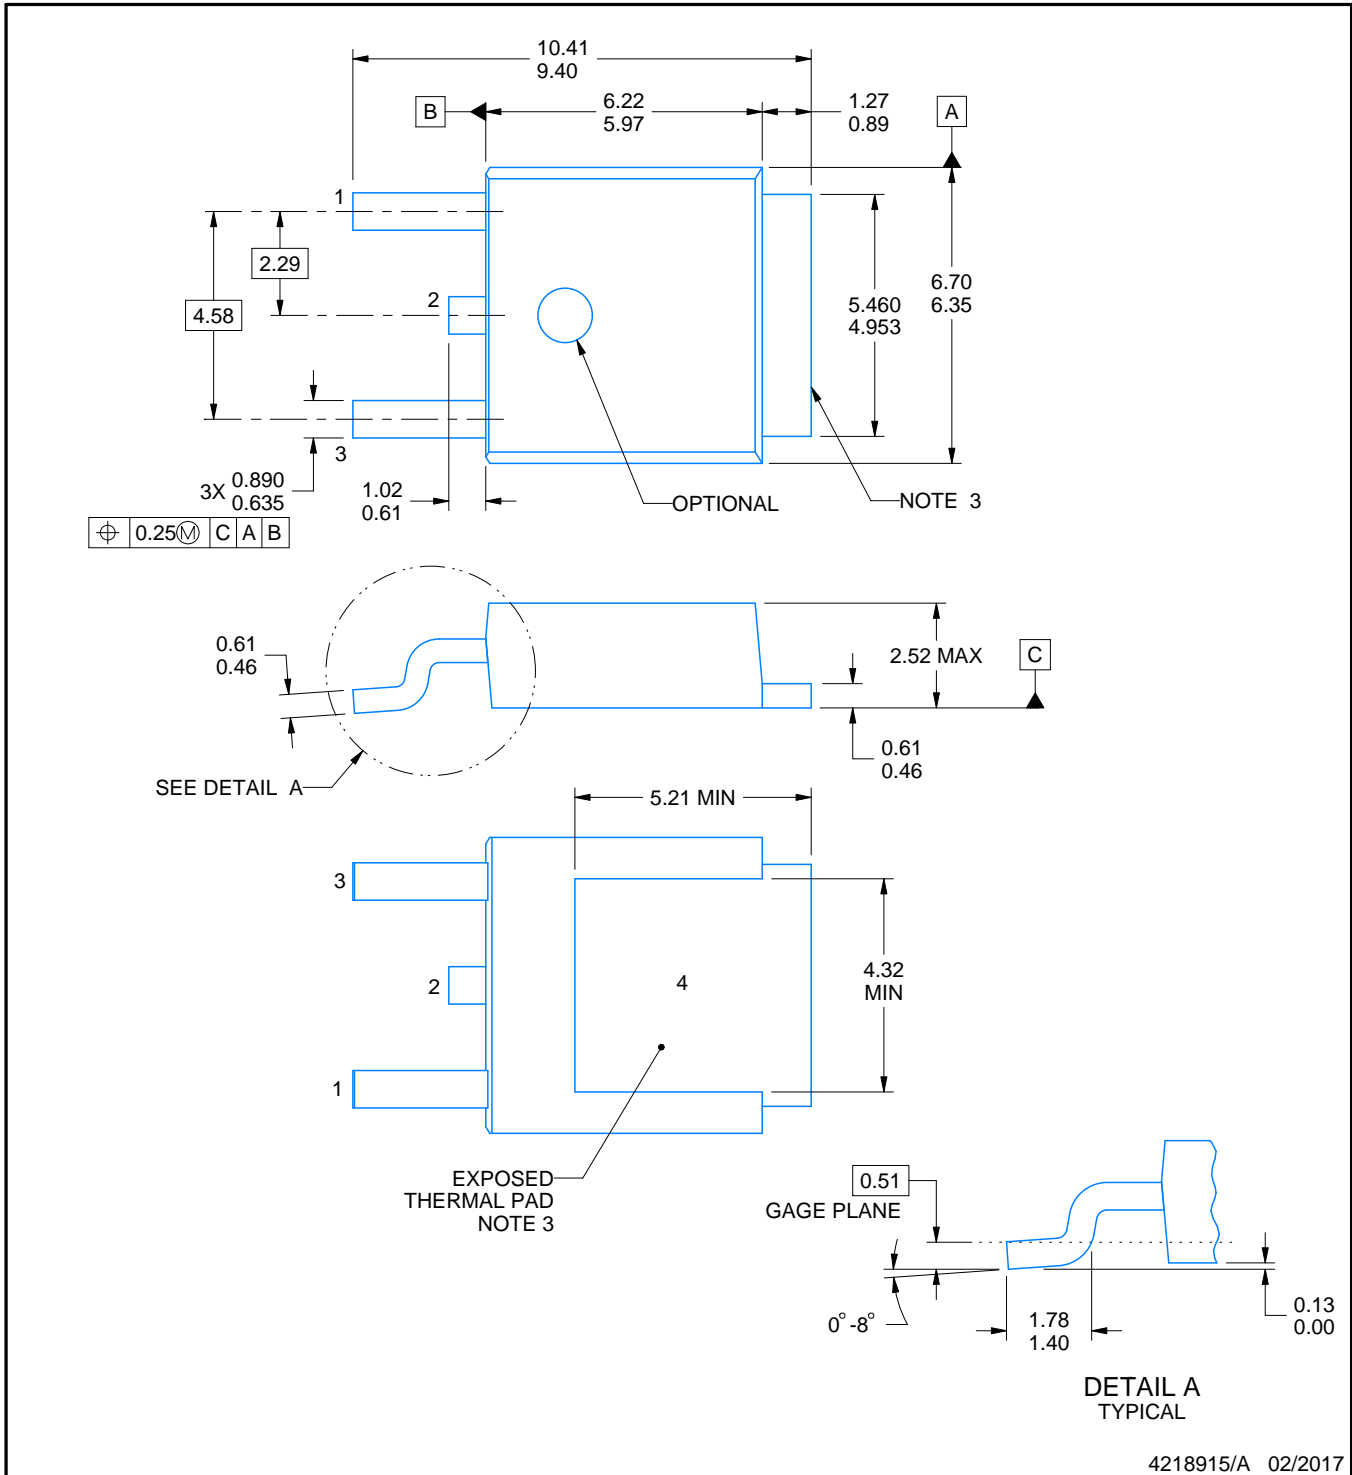 10.41
9.40
B
6.22
5.97
1.27
0.89
A
1
2.29
2
4.58
5.460
4.953
6.70
6.35
3
3X 0.890
0.635
1.02
0.61
OPTIONAL
NOTE 3
⌖ 0.25Ⓜ C A B
0.61
0.46
2.52 MAX
C
0.61
0.46
SEE DETAIL A
5.21 MIN
3
2
4
4.32
MIN
1
EXPOSED
THERMAL PAD
NOTE 3
0.51
GAGE PLANE
0°-8°
1.78
1.40
0.13
0.00
DETAIL A
TYPICAL
4218915/A 02/2017